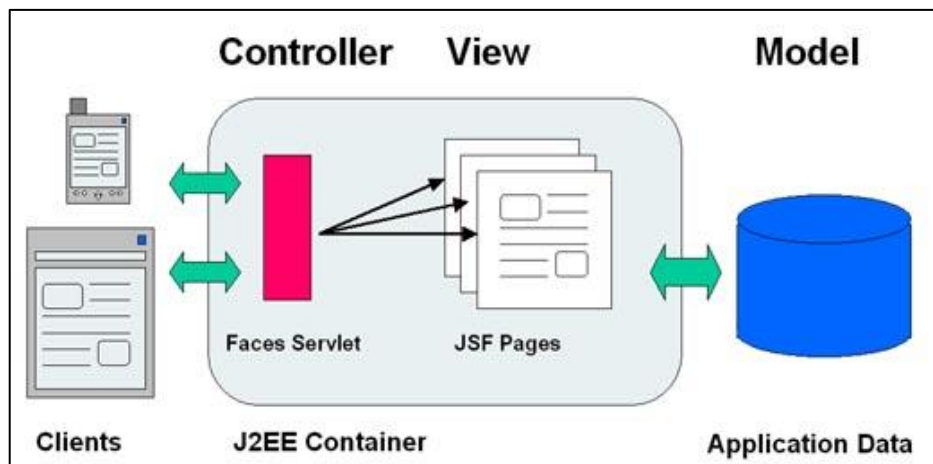 Controller View Model
Faces Servlet JSF Pages
Clients J2EE Container Application Data